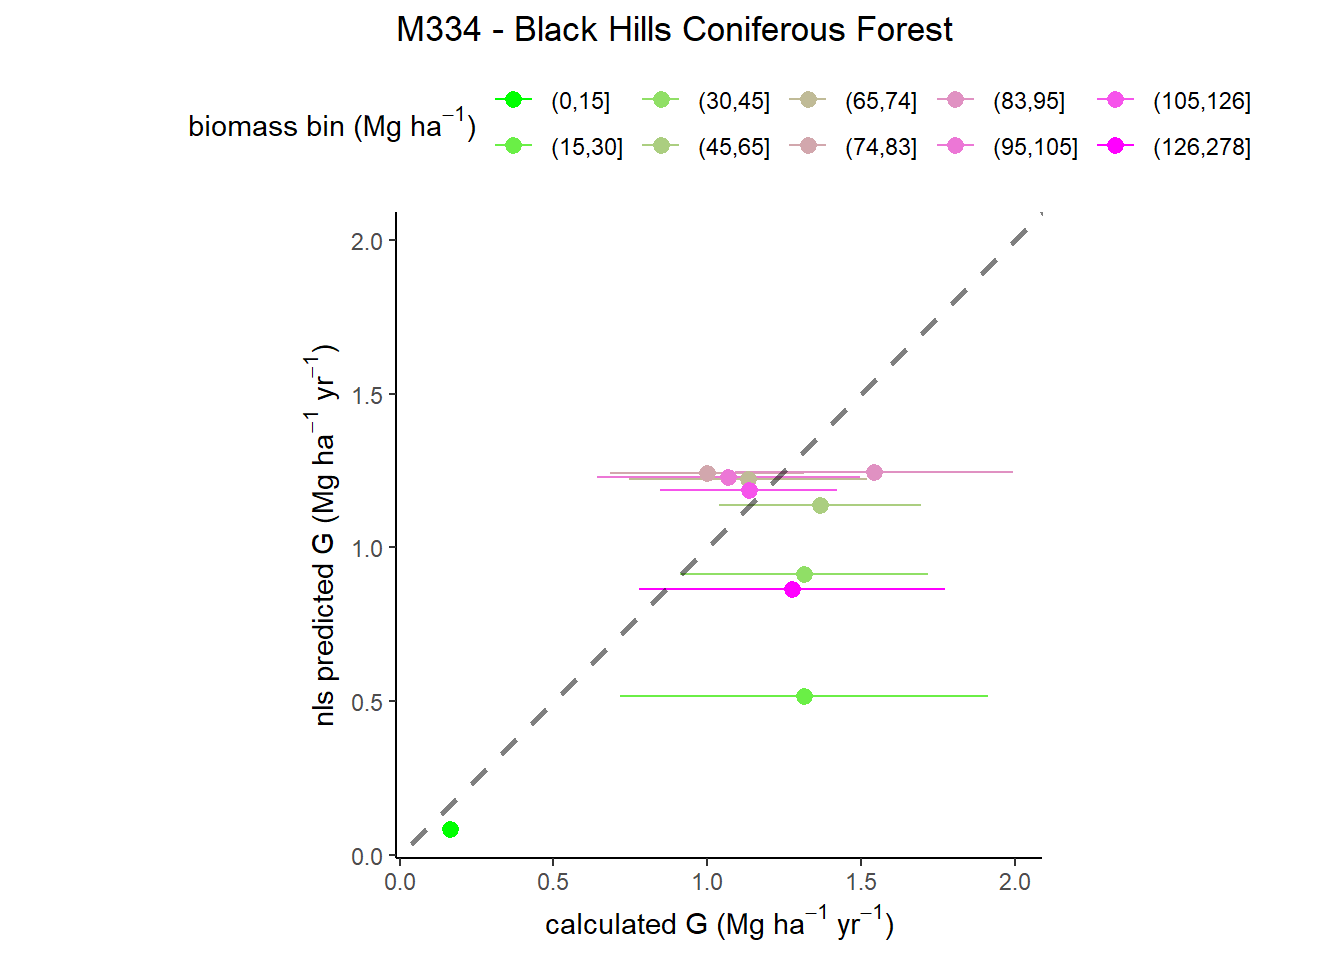 M334 - Black Hills Coniferous Forest
biomass bin (Mg ha⁻¹)
(0,15] (30,45] (65,74] (83,95] (105,126]
(15,30] (45,65] (74,83] (95,105] (126,278]
nls predicted G (Mg ha⁻¹ yr⁻¹)
2.0
1.5
1.0
0.5
0.0
0.0 0.5 1.0 1.5 2.0
calculated G (Mg ha⁻¹ yr⁻¹)